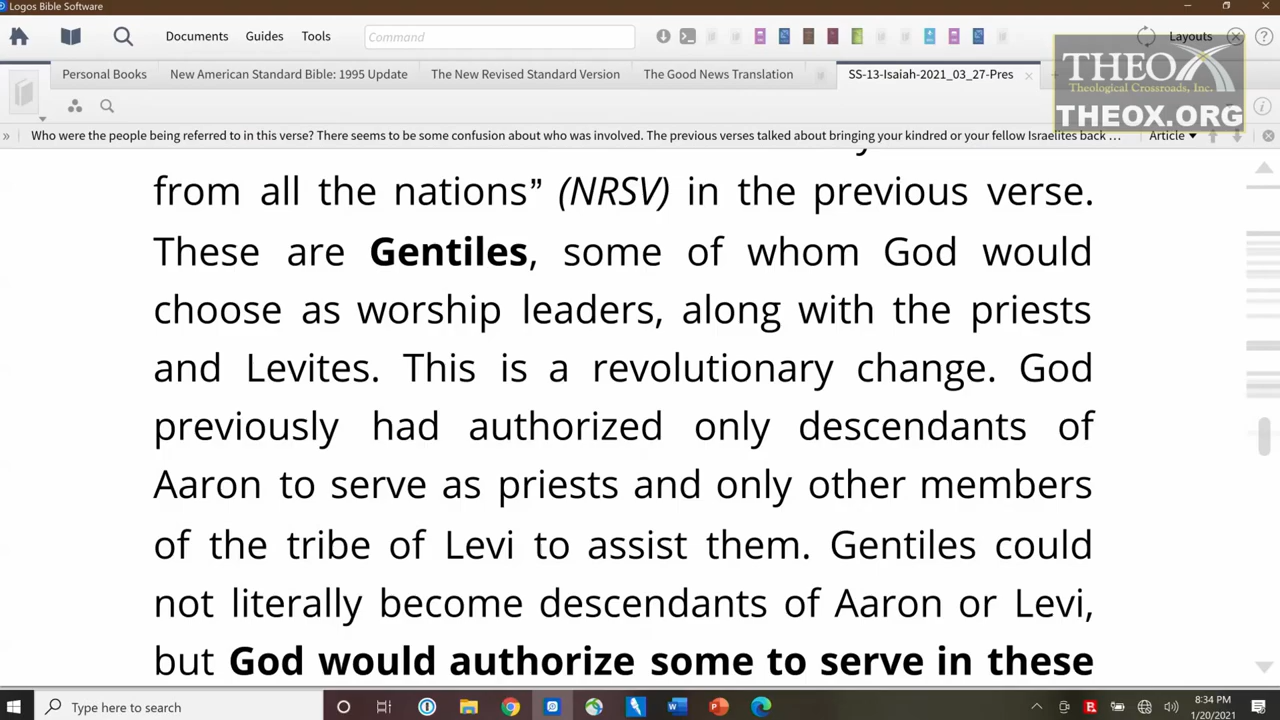 Logos Bible Software
Documents Guides Tools Command Layouts
THEOX
Theological Crossroads, Inc.
THEOX.ORG
Personal Books New American Standard Bible: 1995 Update The New Revised Standard Version The Good News Translation SS-13-Isaiah-2021_03_27-Pres
Who were the people being referred to in this verse? There seems to be some confusion about who was involved. The previous verses talked about bringing your kindred or your fellow Israelites back ... Article
from all the nations” (NRSV) in the previous verse.
These are Gentiles, some of whom God would
choose as worship leaders, along with the priests
and Levites. This is a revolutionary change. God
previously had authorized only descendants of
Aaron to serve as priests and only other members
of the tribe of Levi to assist them. Gentiles could
not literally become descendants of Aaron or Levi,
but God would authorize some to serve in these
Type here to search
8:34 PM
1/20/2021